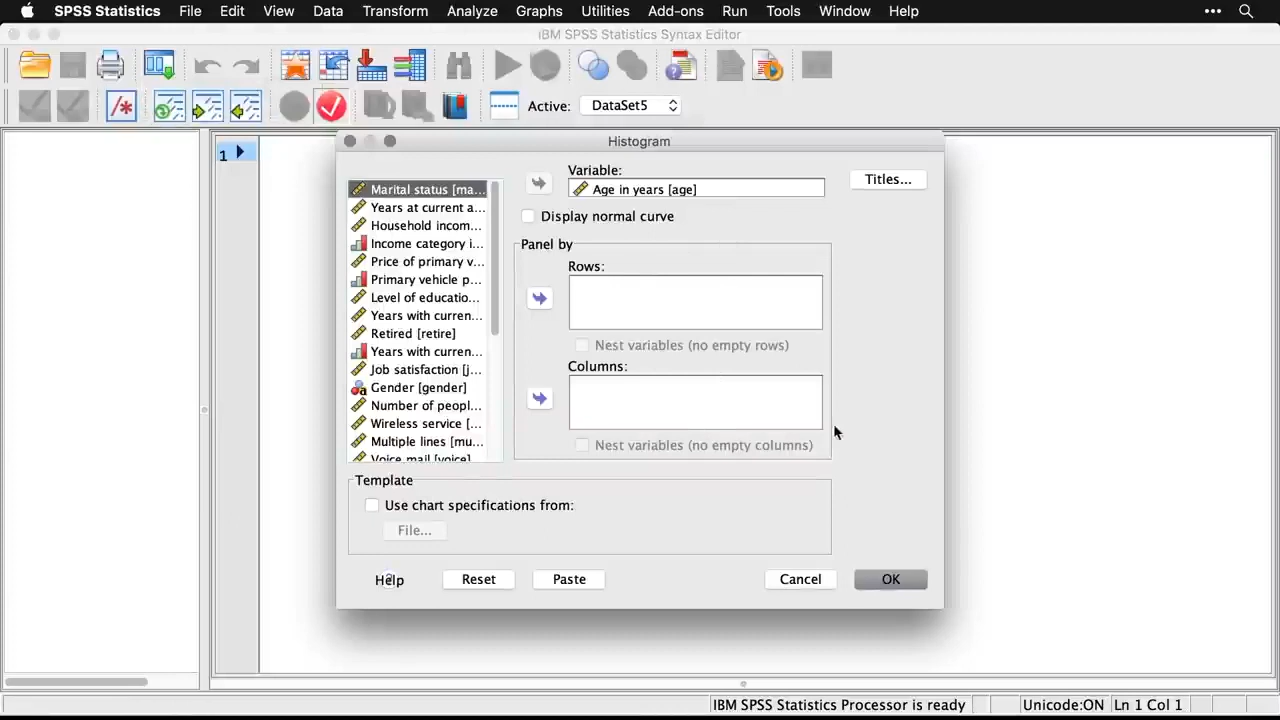 SPSS Statistics File Edit View Data Transform Analyze Graphs Utilities Add-ons Run Tools Window Help
IBM SPSS Statistics Syntax Editor
Active: DataSet5
1
Histogram
Variable:
Age in years [age]
Titles...
Display normal curve
Panel by
Rows:
Nest variables (no empty rows)
Columns:
Nest variables (no empty columns)
Marital status [ma...
Years at current a...
Household incom...
Income category i...
Price of primary v...
Primary vehicle p...
Level of educatio...
Years with curren...
Retired [retire]
Years with curren...
Job satisfaction [j...
Gender [gender]
Number of peopl...
Wireless service [...
Multiple lines [mu...
Voice mail [voice]
Template
Use chart specifications from:
File...
Help Reset Paste Cancel OK
IBM SPSS Statistics Processor is ready Unicode:ON Ln 1 Col 1